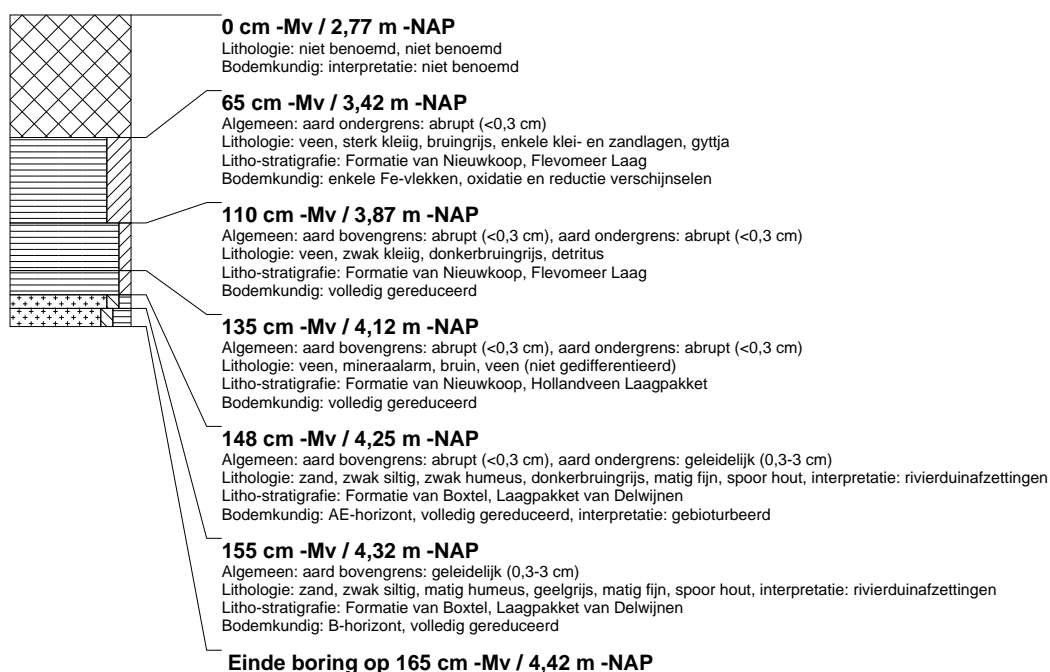 0 cm -Mv / 2,77 m -NAP
Lithologie: niet benoemd, niet benoemd
Bodemkundig: interpretatie: niet benoemd
65 cm -Mv / 3,42 m -NAP
Algemeen: aard ondergrens: abrupt (<0,3 cm)
Lithologie: veen, sterk kleiig, bruingrijs, enkele klei- en zandlagen, gyttja
Litho-stratigrafie: Formatie van Nieuwkoop, Flevomeer Laag
Bodemkundig: enkele Fe-vlekken, oxidatie en reductie verschijnselen
110 cm -Mv / 3,87 m -NAP
Algemeen: aard bovengrens: abrupt (<0,3 cm), aard ondergrens: abrupt (<0,3 cm)
Lithologie: veen, zwak kleiig, donkerbruingrijs, detritus
Litho-stratigrafie: Formatie van Nieuwkoop, Flevomeer Laag
Bodemkundig: volledig gereduceerd
135 cm -Mv / 4,12 m -NAP
Algemeen: aard bovengrens: abrupt (<0,3 cm), aard ondergrens: abrupt (<0,3 cm)
Lithologie: veen, mineraalarm, bruin, veen (niet gedifferentieerd)
Litho-stratigrafie: Formatie van Nieuwkoop, Hollandveen Laagpakket
Bodemkundig: volledig gereduceerd
148 cm -Mv / 4,25 m -NAP
Algemeen: aard bovengrens: abrupt (<0,3 cm), aard ondergrens: geleidelijk (0,3-3 cm)
Lithologie: zand, zwak siltig, zwak humeus, donkerbruingrijs, matig fijn, spoor hout, interpretatie: rivierduinafzettingen
Litho-stratigrafie: Formatie van Boxtel, Laagpakket van Delwijnen
Bodemkundig: AE-horizont, volledig gereduceerd, interpretatie: gebioturbeerd
155 cm -Mv / 4,32 m -NAP
Algemeen: aard bovengrens: geleidelijk (0,3-3 cm)
Lithologie: zand, zwak siltig, matig humeus, geelgrijs, matig fijn, spoor hout, interpretatie: rivierduinafzettingen
Litho-stratigrafie: Formatie van Boxtel, Laagpakket van Delwijnen
Bodemkundig: B-horizont, volledig gereduceerd
Einde boring op 165 cm -Mv / 4,42 m -NAP